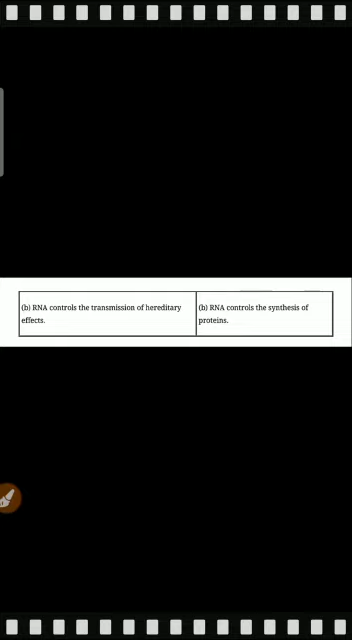 (b) RNA controls the transmission of hereditary
effects.
(b) RNA controls the synthesis of
proteins.